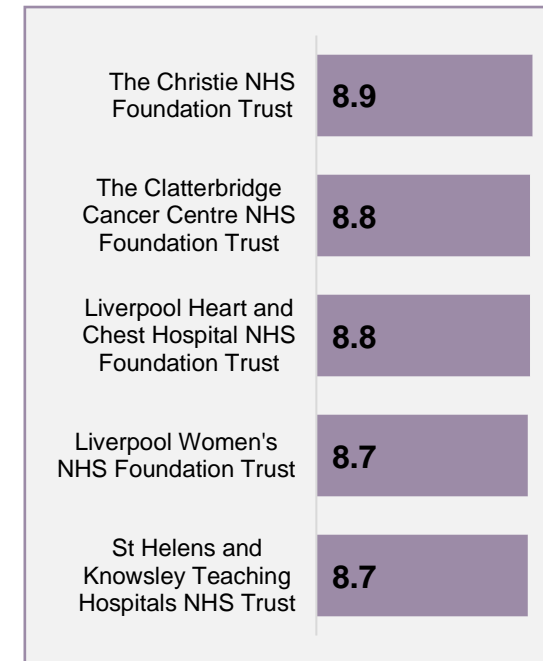 The Christie NHS
Foundation Trust
8.9
The Clatterbridge
Cancer Centre NHS
Foundation Trust
8.8
Liverpool Heart and
Chest Hospital NHS
Foundation Trust
8.8
Liverpool Women's
NHS Foundation Trust
8.7
St Helens and
Knowsley Teaching
Hospitals NHS Trust
8.7